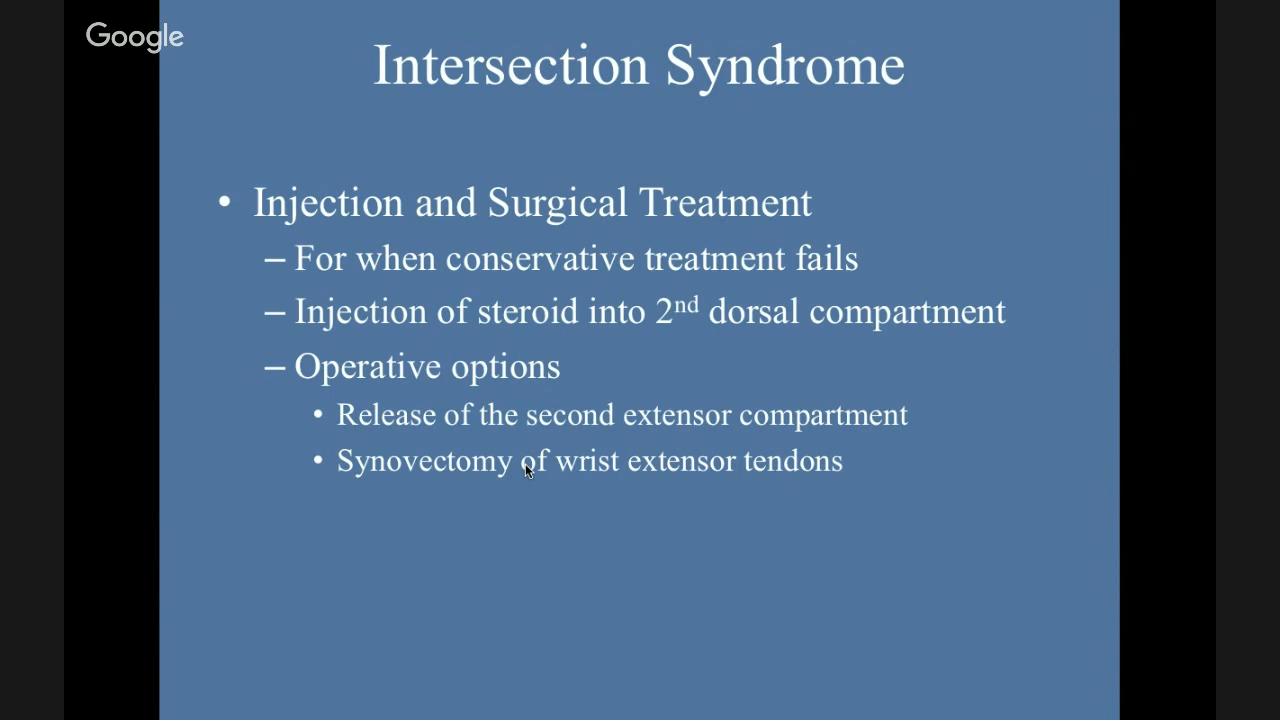 Google
Intersection Syndrome
• Injection and Surgical Treatment
– For when conservative treatment fails
– Injection of steroid into 2nd dorsal compartment
– Operative options
• Release of the second extensor compartment
• Synovectomy of wrist extensor tendons